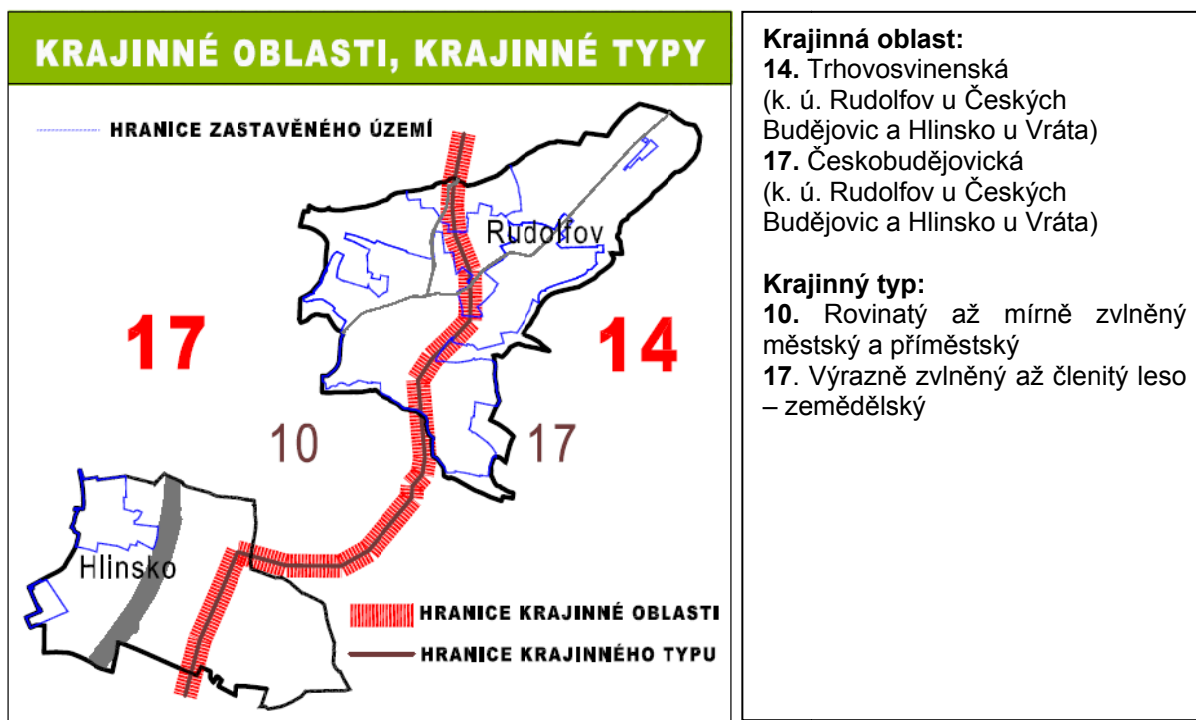 KRAJINNÉ OBLASTI, KRAJINNÉ TYPY
HRANICE ZASTAVĚNÉHO ÚZEMÍ
Rudolfov
17
14
10
17
Hlinsko
HRANICE KRAJINNÉ OBLASTI
HRANICE KRAJINNÉHO TYPU
Krajinná oblast:
14. Trhovosvinenská
(k. ú. Rudolfov u Českých
Budějovic a Hlinsko u Vráta)
17. Českobudějovická
(k. ú. Rudolfov u Českých
Budějovic a Hlinsko u Vráta)
Krajinný typ:
10. Rovinatý až mírně zvlněný
městský a příměstský
17. Výrazně zvlněný až členitý leso
– zemědělský